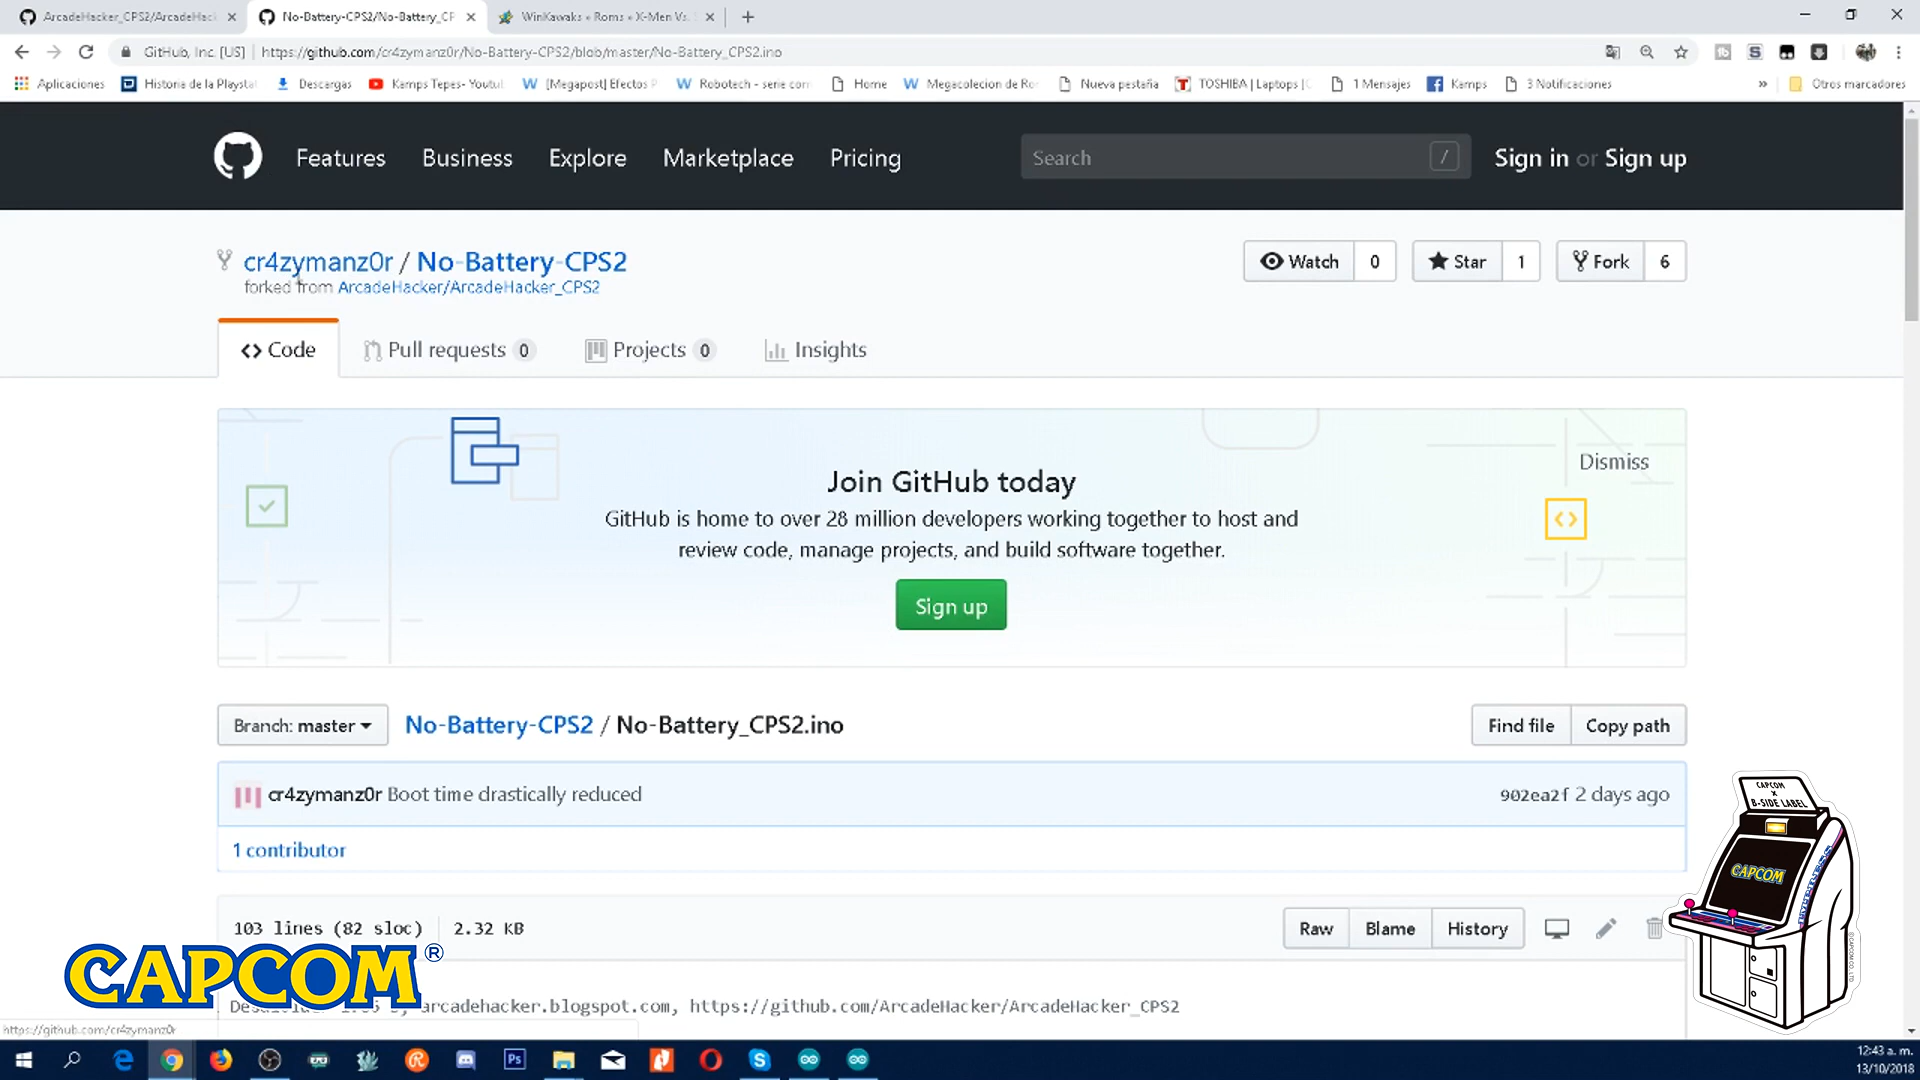 ArcadeHacker_CPS2/ArcadeHack
No-Battery-CPS2/No-Battery_CP
WinKawaks » Roms » X-Men Vs.
GitHub, Inc. [US] | https://github.com/cr4zymanz0r/No-Battery-CPS2/blob/master/No-Battery_CPS2.ino
Aplicaciones
Historia de la Playstat
Descargas
Kamps Tepes- Youtul
[Megapost] Efectos
Robotech - serie com
Home
Megacolecion de Ro
Nueva pestaña
TOSHIBA | Laptops |
1 Mensajes
Kamps
3 Notificaciones
»
Otros marcadores
Features
Business
Explore
Marketplace
Pricing
Search
/
Sign in or Sign up
cr4zymanz0r / No-Battery-CPS2
forked from ArcadeHacker/ArcadeHacker_CPS2
Watch 0
Star 1
Fork 6
Code
Pull requests 0
Projects 0
Insights
Join GitHub today
Dismiss
GitHub is home to over 28 million developers working together to host and
review code, manage projects, and build software together.
Sign up
Branch: master
No-Battery-CPS2 / No-Battery_CPS2.ino
Find file
Copy path
cr4zymanz0r Boot time drastically reduced
902ea2f 2 days ago
1 contributor
CAPCOM
X
B-SIDE LABEL
CAPCOM
103 lines (82 sloc)
2.32 KB
Raw
Blame
History
CAPCOM®
arcadehacker.blogspot.com, https://github.com/ArcadeHacker/ArcadeHacker_CPS2
https://github.com/cr4zymanz0r
Ps
12:43 a. m.
13/10/2018